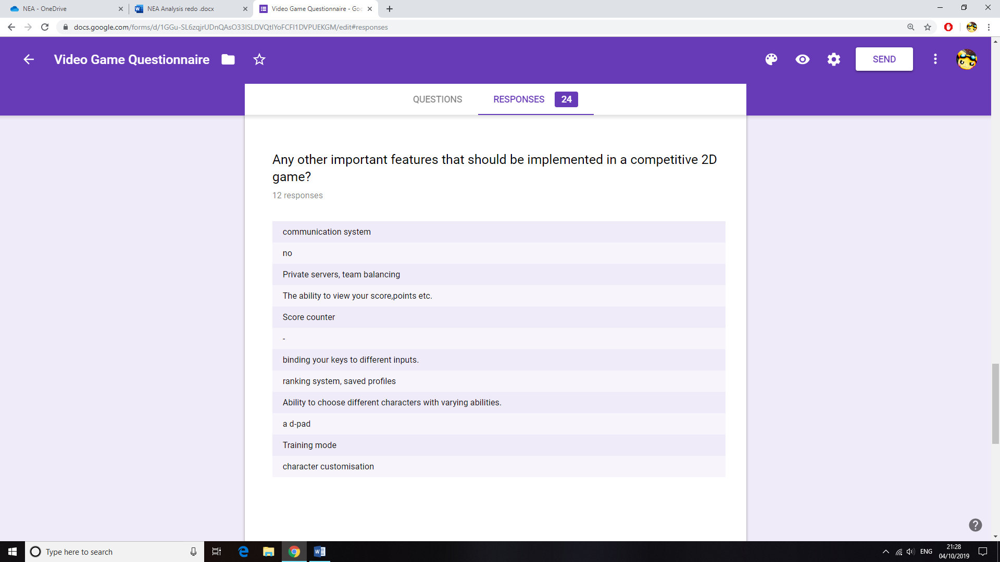 NEA - OneDrive
NEA Analysis redo .docx
Video Game Questionnaire - Goo
docs.google.com/forms/d/1GGu-SL6zqjrUDnQAsO33ISLDVQtIYoFCFI1DVPUEKGM/edit#responses
Video Game Questionnaire
SEND
QUESTIONS
RESPONSES 24
Any other important features that should be implemented in a competitive 2D
game?
12 responses
communication system
no
Private servers, team balancing
The ability to view your score,points etc.
Score counter
-
binding your keys to different inputs.
ranking system, saved profiles
Ability to choose different characters with varying abilities.
a d-pad
Training mode
character customisation
Type here to search
ENG
21:28
04/10/2019